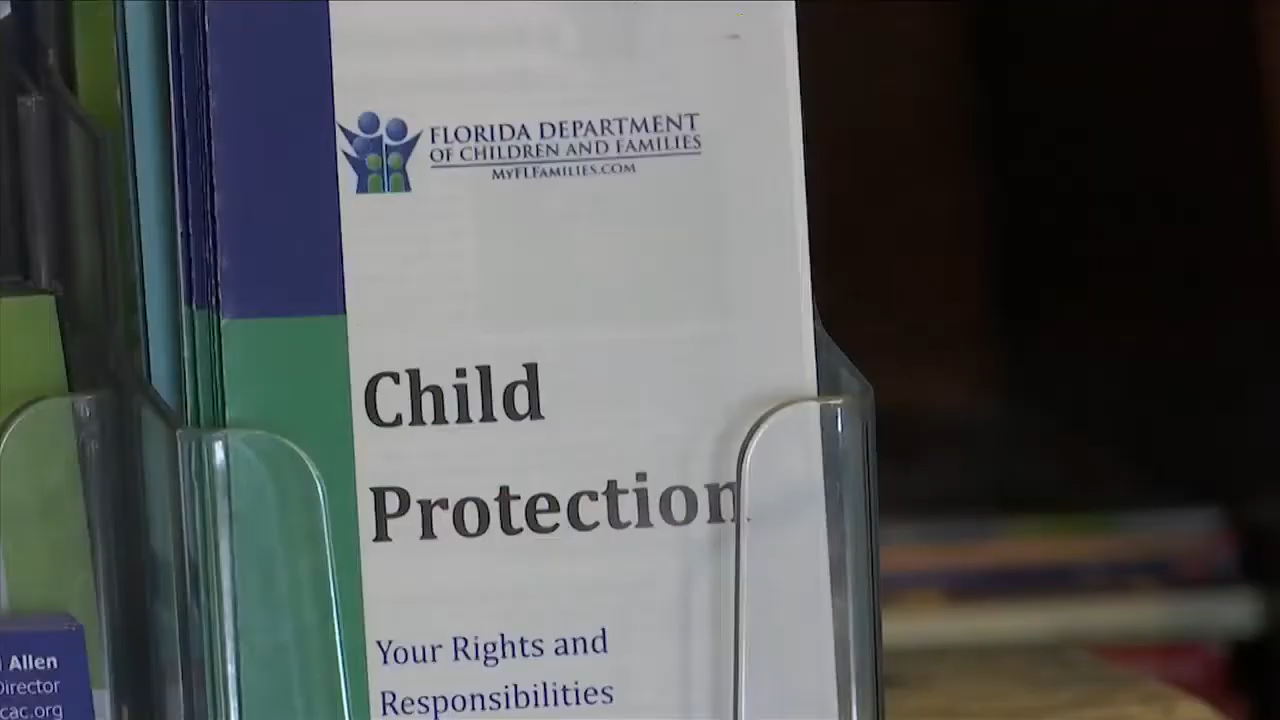 FLORIDA DEPARTMENT
OF CHILDREN AND FAMILIES
MYFLFAMILIES.COM
Child
Protection
Your Rights and
Responsibilities
Allen
Director
cac.org